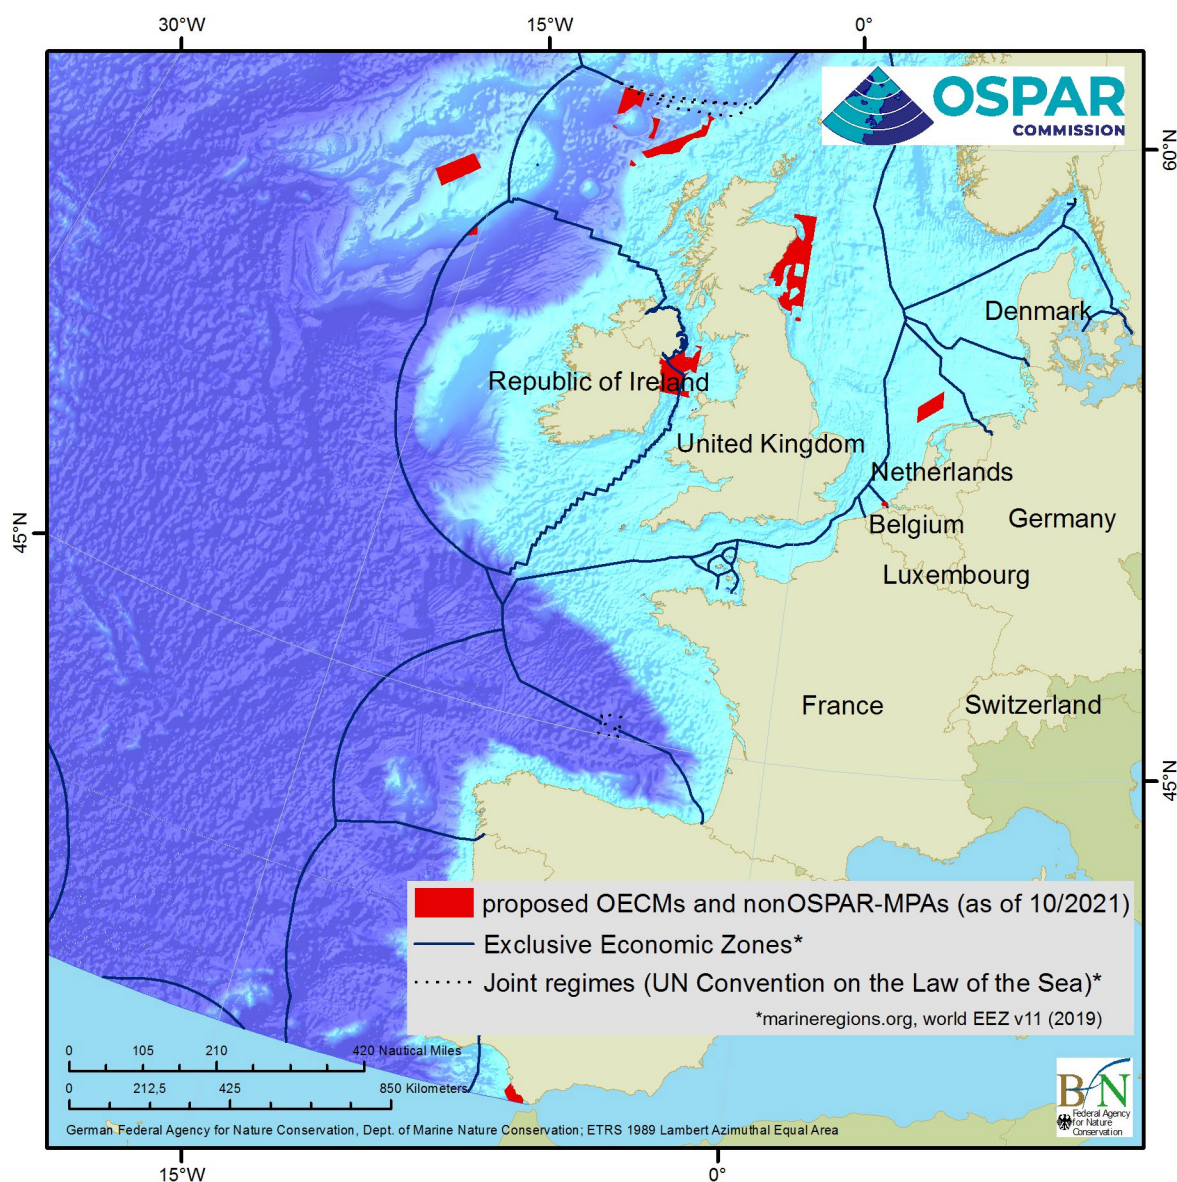 30°W 15°W 0°
OSPAR
COMMISSION
60°N
Denmark
Republic of Ireland
United Kingdom
Netherlands
45°N
Belgium
Germany
Luxembourg
France
Switzerland
45°N
proposed OECMs and nonOSPAR-MPAs (as of 10/2021)
Exclusive Economic Zones*
Joint regimes (UN Convention on the Law of the Sea)*
*marineregions.org, world EEZ v11 (2019)
0 105 210 420 Nautical Miles
0 212,5 425 850 Kilometers
BfN
Federal Agency
for Nature
Conservation
German Federal Agency for Nature Conservation, Dept. of Marine Nature Conservation; ETRS 1989 Lambert Azimuthal Equal Area
15°W 0°